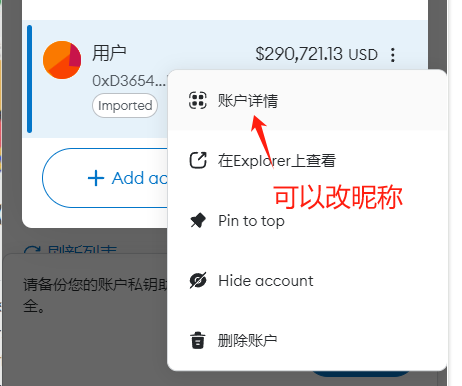 用户
$290,721.13 USD
0xD3654...
Imported
账户详情
在Explorer上查看
Add ac
可以改昵称
Pin to top
刷新列表
Hide account
请备份您的账户私钥助
全。
删除账户